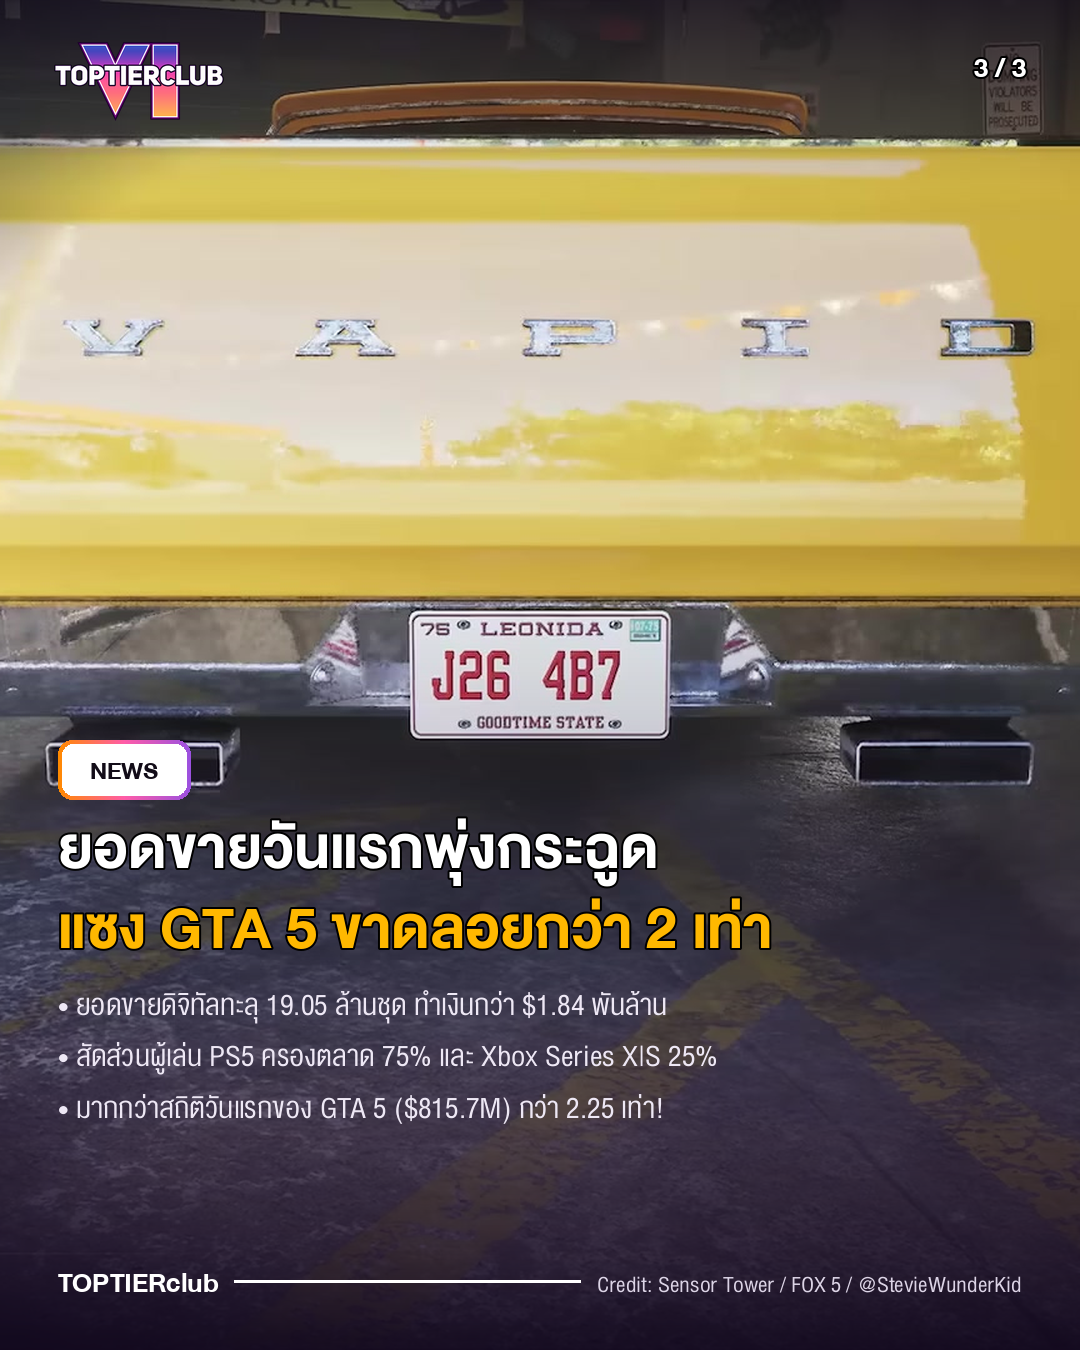 VI
TOPTIERCLUB
3 / 3
VIOLATORS
WILL BE
PROSECUTED
VAPID
75 LEONIDA 07-75
J26 4B7
GOODTIME STATE
NEWS
ยอดขายวันแรกพุ่งกระฉูด
แซง GTA 5 ขาดลอยกว่า 2 เท่า
• ยอดขายดิจิทัลทะลุ 19.05 ล้านชุด ทำเงินกว่า $1.84 พันล้าน
• สัดส่วนผู้เล่น PS5 ครองตลาด 75% และ Xbox Series X|S 25%
• มากกว่าสถิติวันแรกของ GTA 5 ($815.7M) กว่า 2.25 เท่า!
TOPTIERclub
Credit: Sensor Tower / FOX 5 / @StevieWunderKid